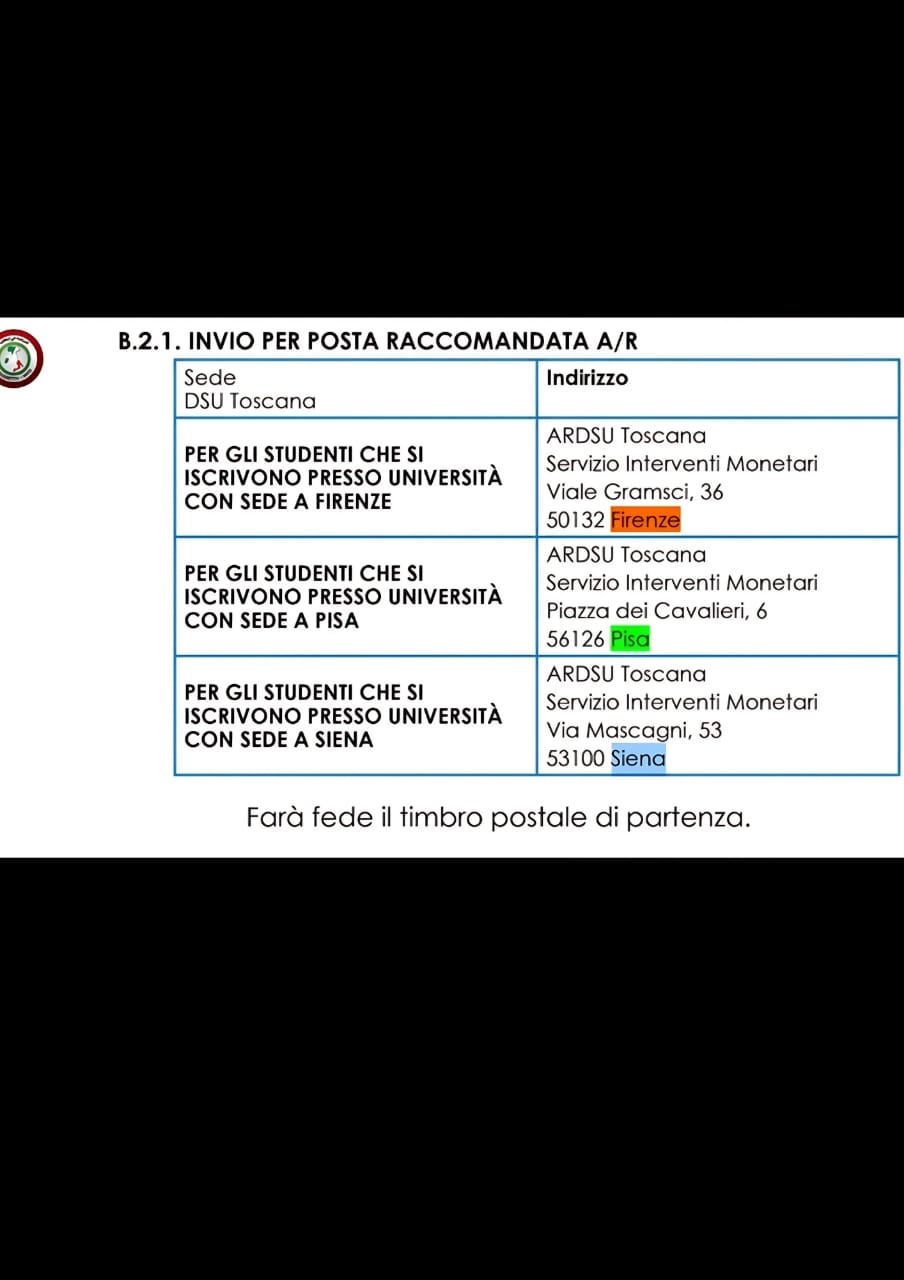 B.2.1. INVIO PER POSTA RACCOMANDATA A/R
Sede
DSU Toscana
Indirizzo
PER GLI STUDENTI CHE SI
ISCRIVONO PRESSO UNIVERSITÀ
CON SEDE A FIRENZE
ARDSU Toscana
Servizio Interventi Monetari
Viale Gramsci, 36
50132 Firenze
PER GLI STUDENTI CHE SI
ISCRIVONO PRESSO UNIVERSITÀ
CON SEDE A PISA
ARDSU Toscana
Servizio Interventi Monetari
Piazza dei Cavalieri, 6
56126 Pisa
PER GLI STUDENTI CHE SI
ISCRIVONO PRESSO UNIVERSITÀ
CON SEDE A SIENA
ARDSU Toscana
Servizio Interventi Monetari
Via Mascagni, 53
53100 Siena
Farà fede il timbro postale di partenza.